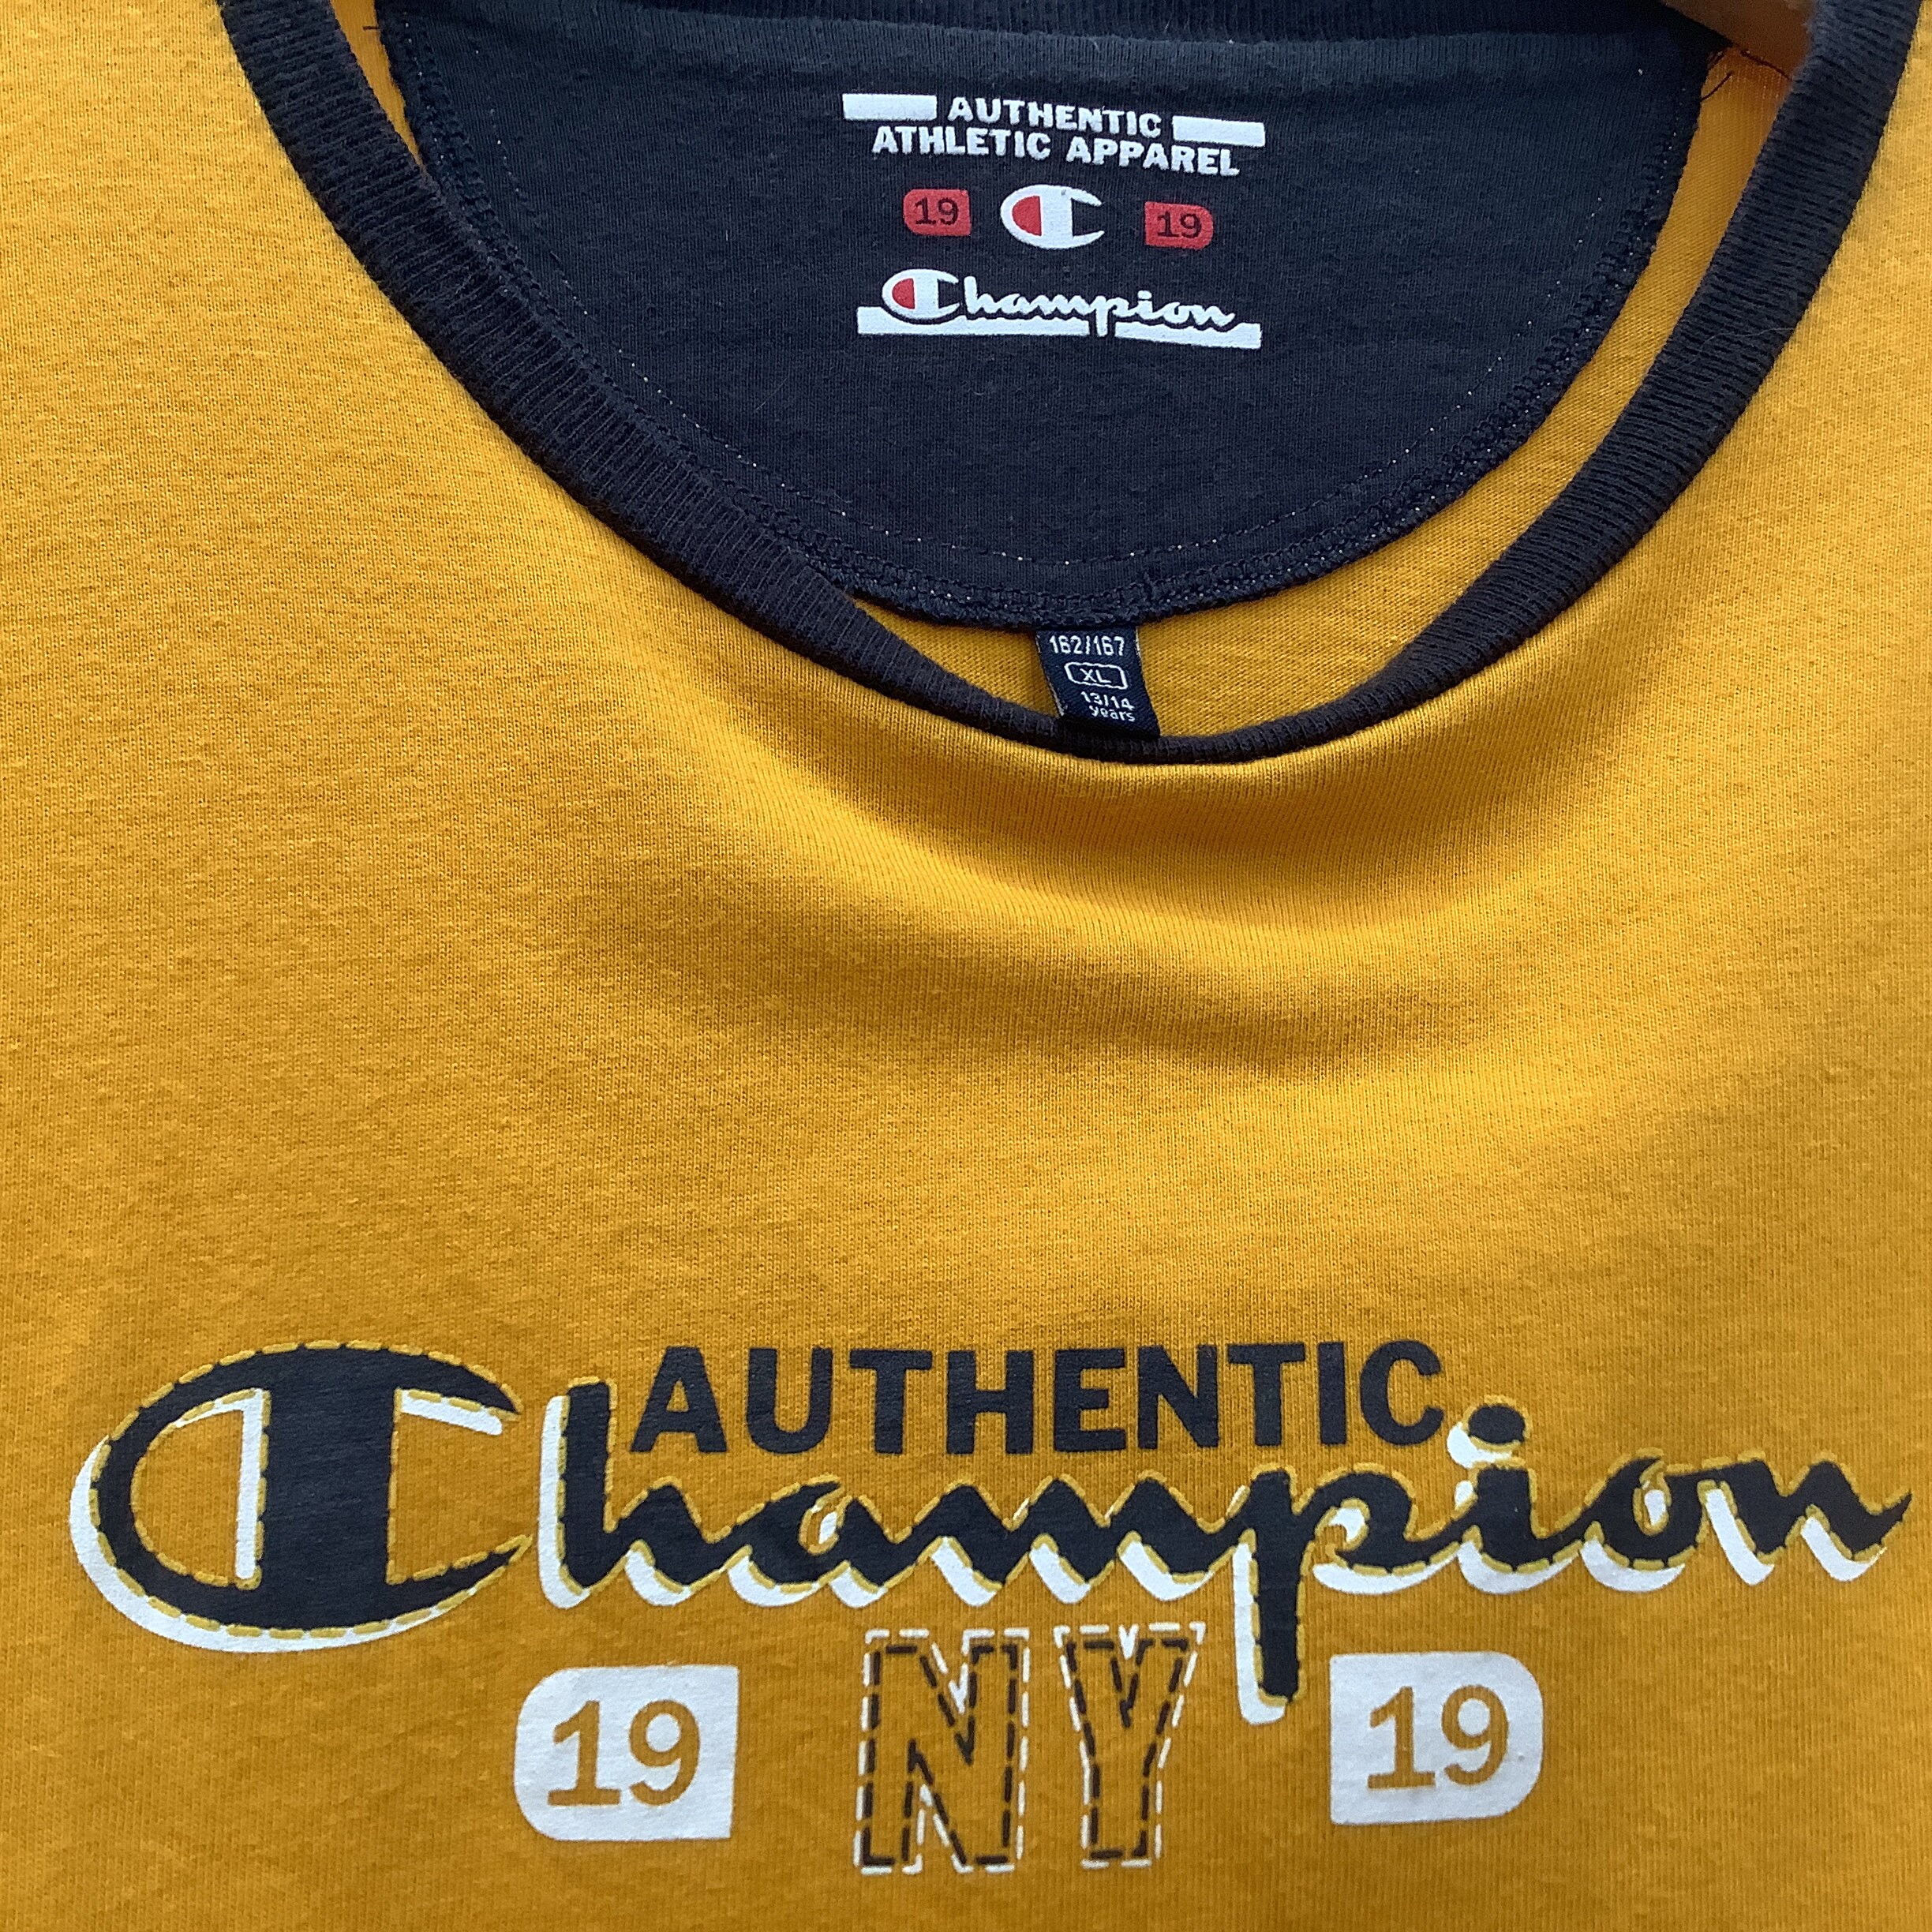 AUTHENTIC
ATHLETIC APPAREL
19 C 19
Champion
162/167
XL
13/14
years
AUTHENTIC
Champion
19 NY 19